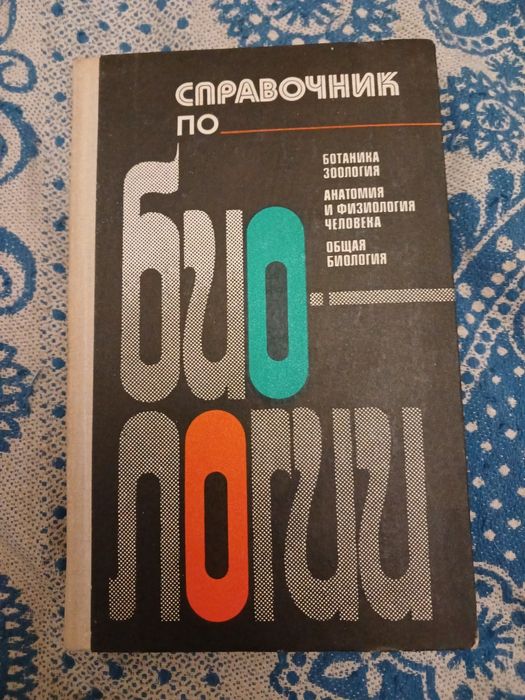 СПРАВОЧНИК
ПО
БОТАНИКА
ЗООЛОГИЯ
АНАТОМИЯ
И ФИЗИОЛОГИЯ
ЧЕЛОВЕКА
ОБЩАЯ
БИОЛОГИЯ
био-
логии